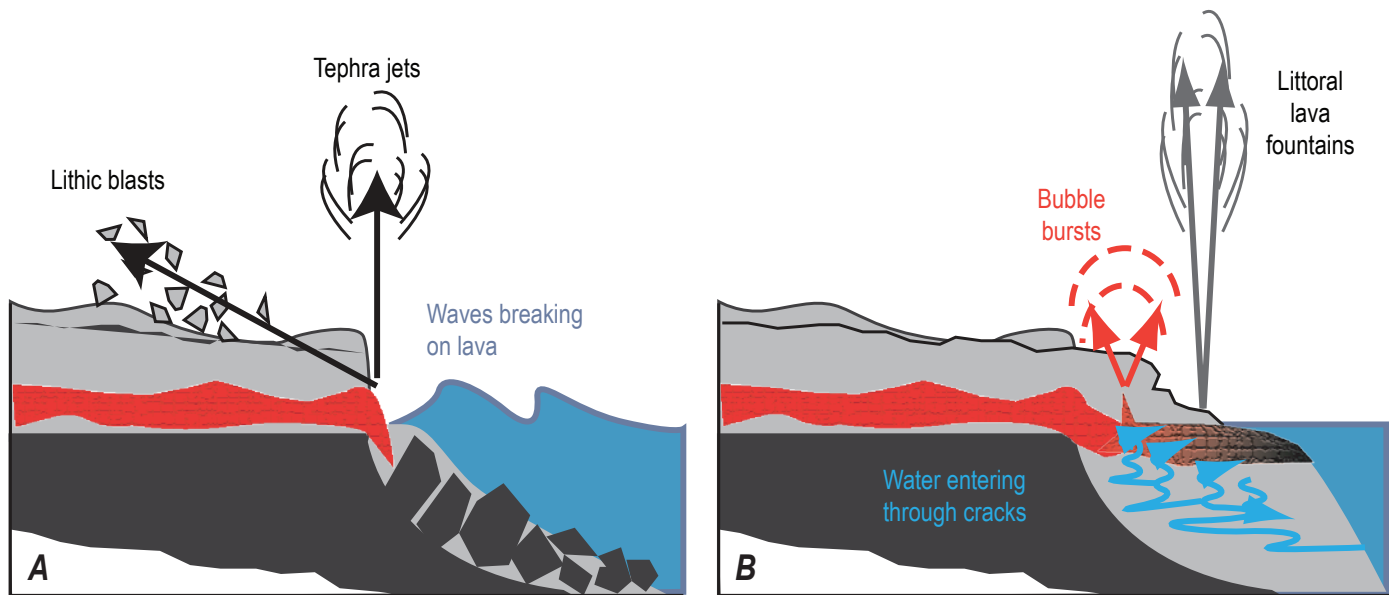 Tephra jets
Lithic blasts
Waves breaking
on lava
A
Littoral
lava
fountains
Bubble
bursts
Water entering
through cracks
B